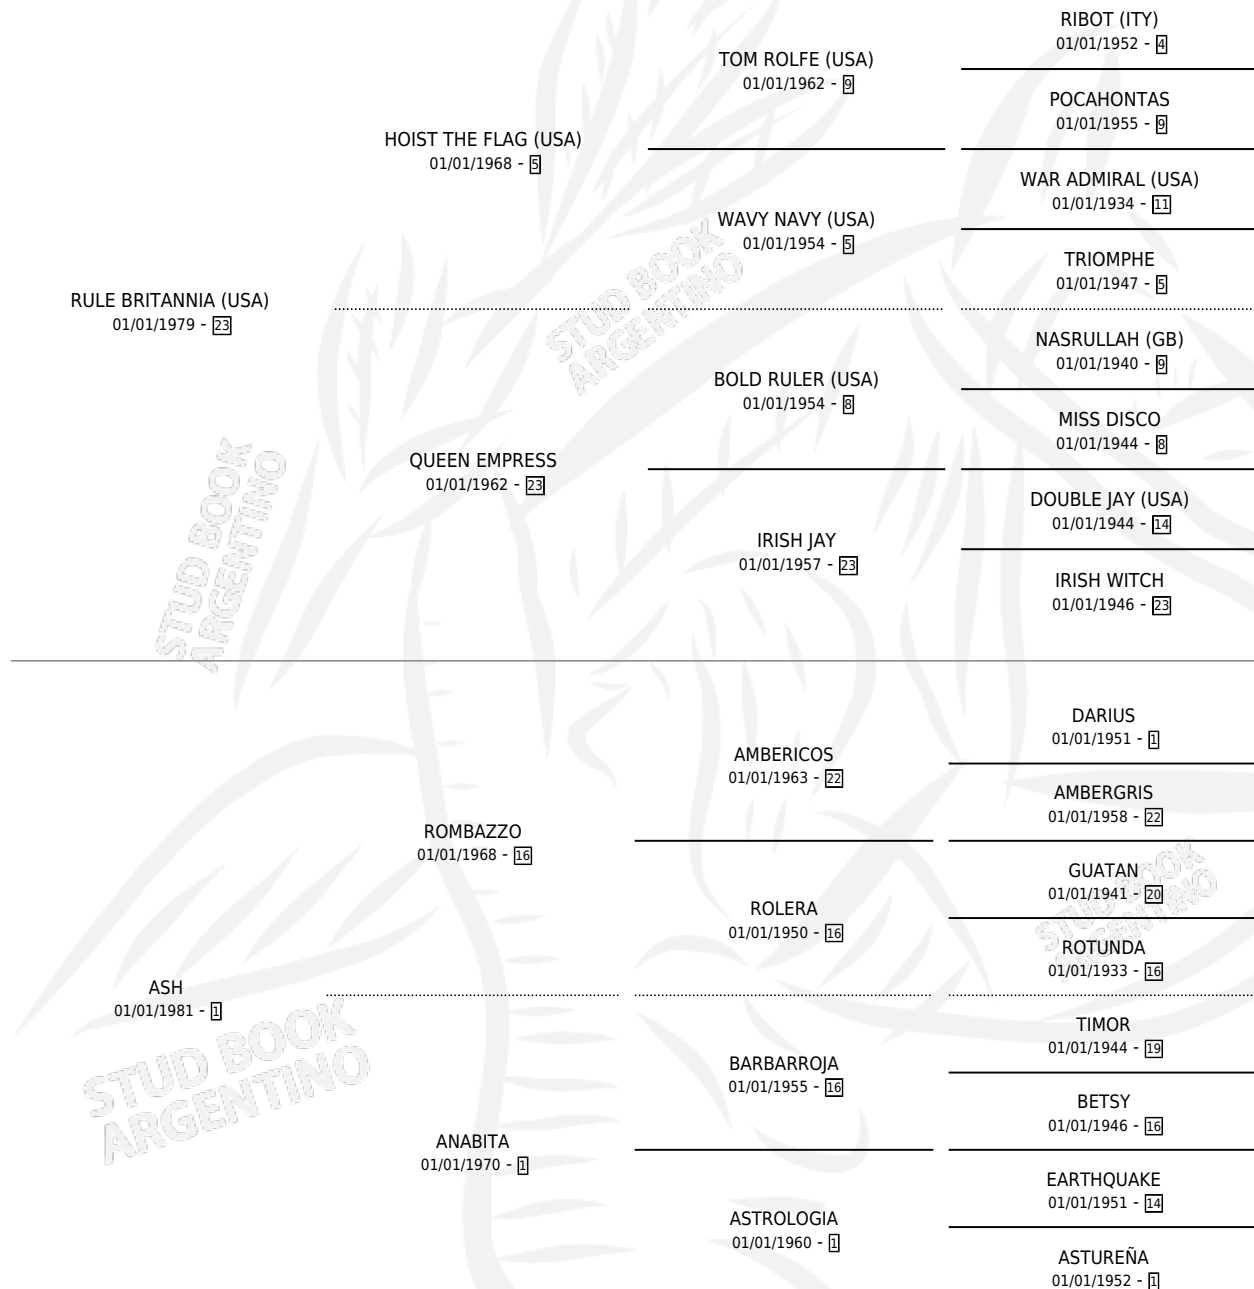 RIBOT (ITY)
01/01/1952 - 4
TOM ROLFE (USA)
01/01/1962 - 9
POCAHONTAS
01/01/1955 - 9
HOIST THE FLAG (USA)
01/01/1968 - 5
WAR ADMIRAL (USA)
01/01/1934 - 11
WAVY NAVY (USA)
01/01/1954 - 5
TRIOMPHE
01/01/1947 - 5
RULE BRITANNIA (USA)
01/01/1979 - 23
NASRULLAH (GB)
01/01/1940 - 9
BOLD RULER (USA)
01/01/1954 - 8
MISS DISCO
01/01/1944 - 8
QUEEN EMPRESS
01/01/1962 - 23
DOUBLE JAY (USA)
01/01/1944 - 14
IRISH JAY
01/01/1957 - 23
IRISH WITCH
01/01/1946 - 23
DARIUS
01/01/1951 - 1
AMBERICOS
01/01/1963 - 22
AMBERGRIS
01/01/1958 - 22
ROMBAZZO
01/01/1968 - 16
GUATAN
01/01/1941 - 20
ROLERA
01/01/1950 - 16
ROTUNDA
01/01/1933 - 16
ASH
01/01/1981 - 1
TIMOR
01/01/1944 - 19
BARBARROJA
01/01/1955 - 16
BETSY
01/01/1946 - 16
ANABITA
01/01/1970 - 1
EARTHQUAKE
01/01/1951 - 14
ASTROLOGIA
01/01/1960 - 1
ASTUREÑA
01/01/1952 - 1
STUD BOOK
ARGENTINO
STUD BOOK
ARGENTINO
STUD BOOK
ARGENTINO
STUD BOOK
ARGENTINO